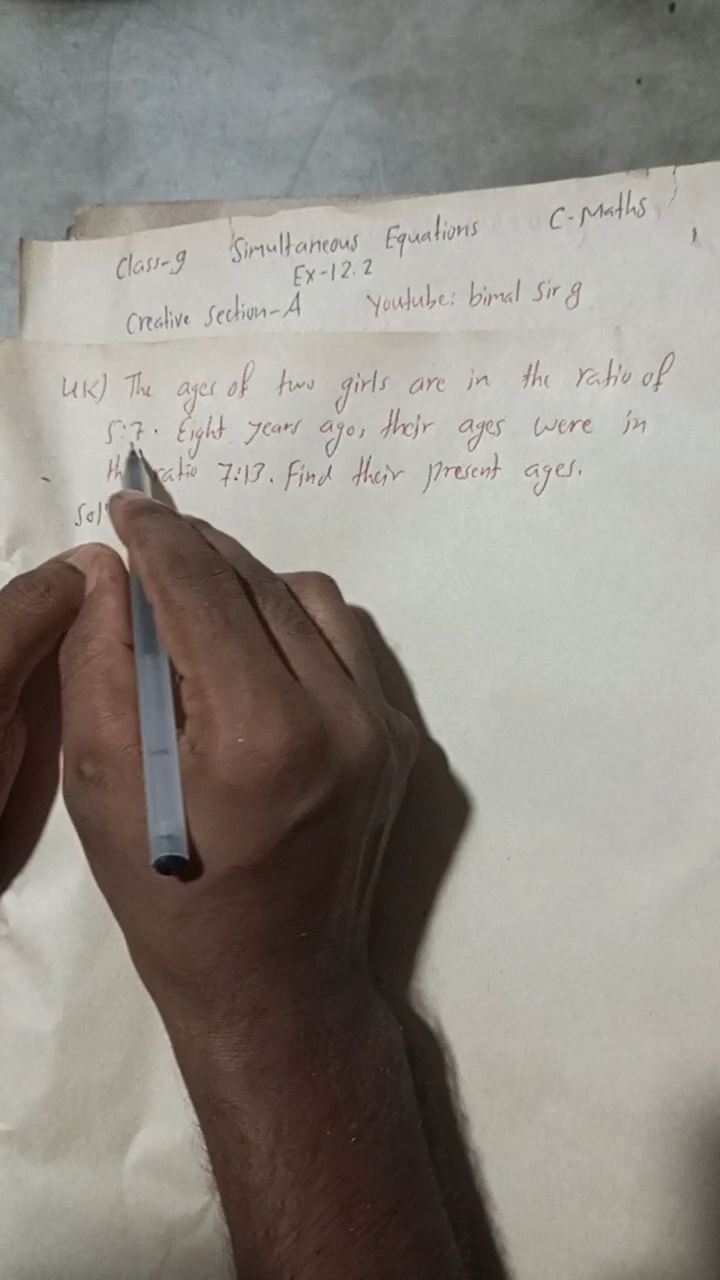 Class-9 Simultaneous Equations C-Maths
Ex-12.2
Creative Section-A Youtube: bimal sir g
4K) The ages of two girls are in the ratio of
5:7. Eight years ago, their ages were in
ratio 7:13. Find their present ages.